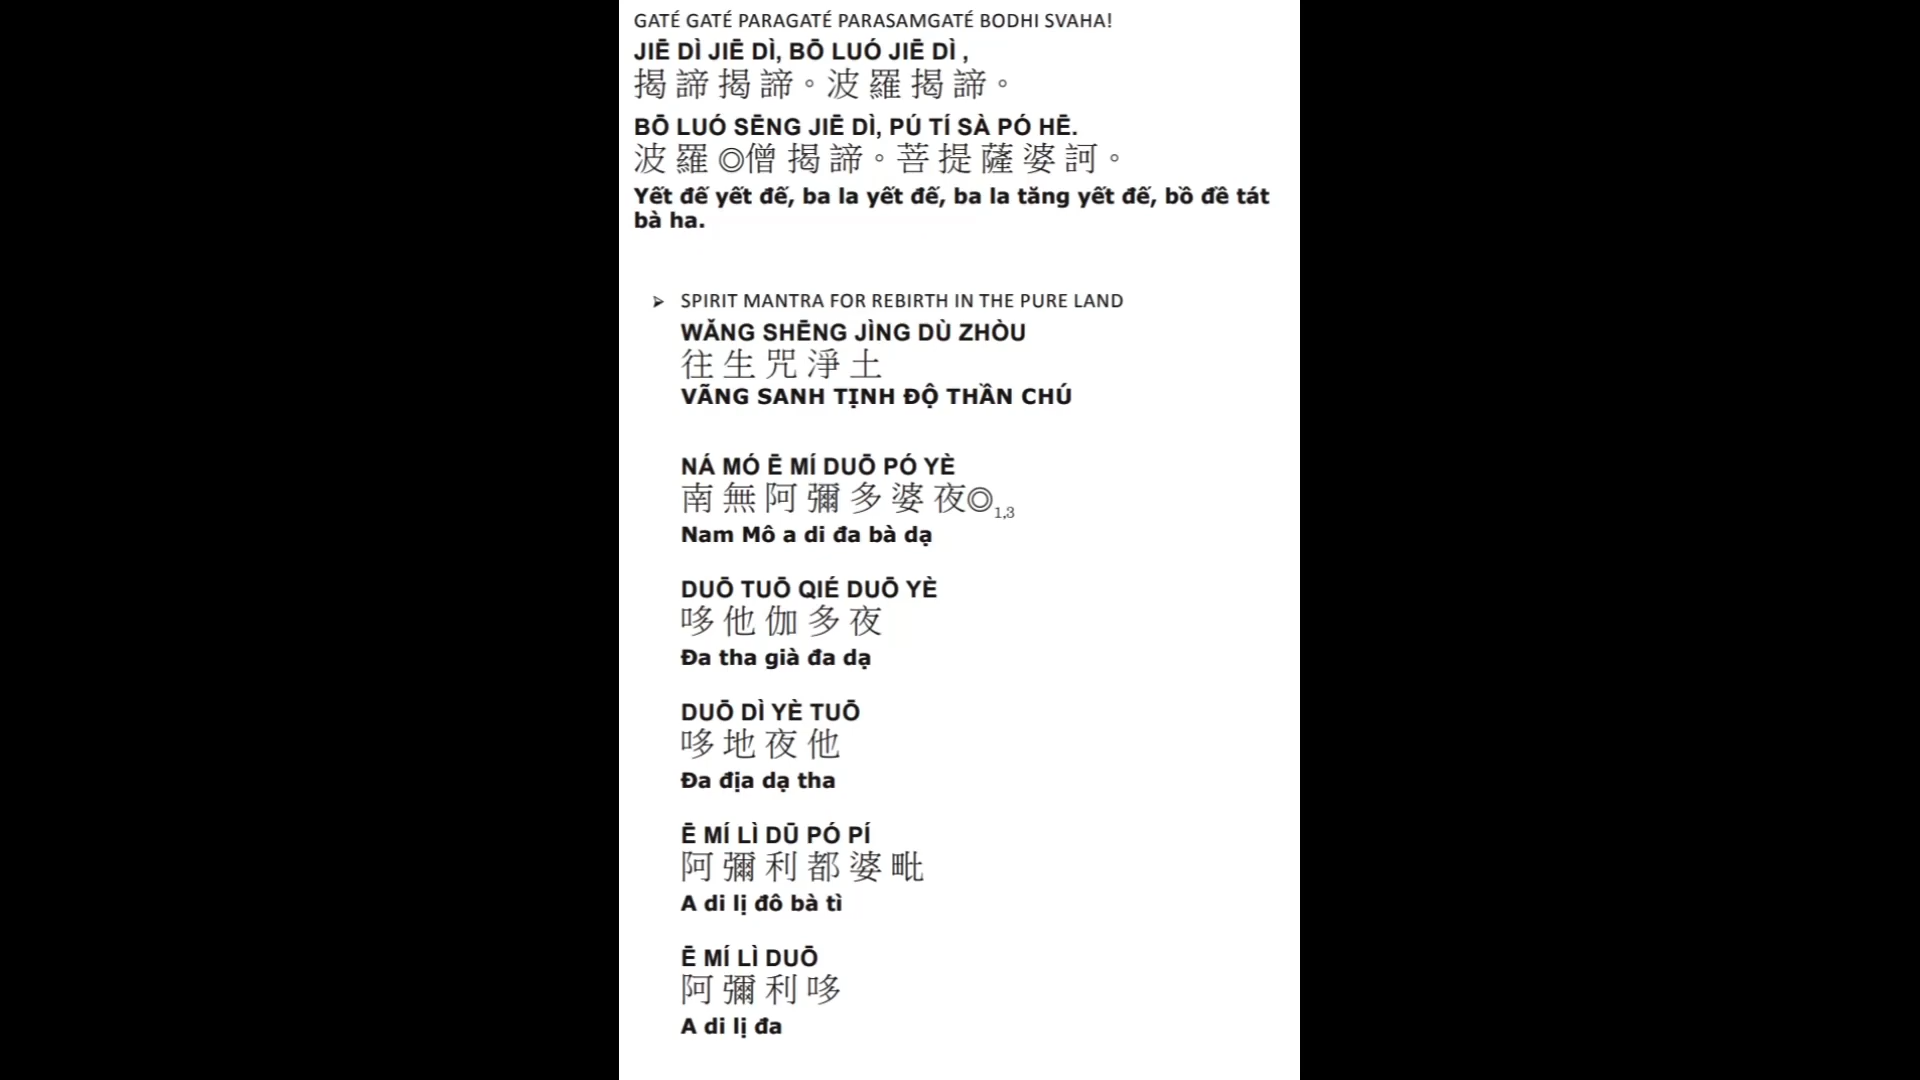 GATÉ GATÉ PARAGATÉ PARASAMGATÉ BODHI SVAHA!
JIĒ DÌ JIĒ DÌ, BŌ LUÓ JIĒ DÌ ,
揭 諦 揭 諦。波 羅 揭 諦。
BŌ LUÓ SĒNG JIĒ DÌ, PÚ TÍ SÀ PÓ HĒ.
波 羅 ◎僧 揭 諦。菩 提 薩 婆 訶。
Yết đế yết đế, ba la yết đế, ba la tăng yết đế, bồ đề tát
bà ha.
➢ SPIRIT MANTRA FOR REBIRTH IN THE PURE LAND
WǍNG SHĒNG JÌNG DÙ ZHÒU
往 生 咒 淨 土
VÃNG SANH TỊNH ĐỘ THẦN CHÚ
NÁ MÓ Ē MÍ DUŌ PÓ YÈ
南 無 阿 彌 多 婆 夜◎1,3
Nam Mô a di đa bà dạ
DUŌ TUŌ QIÉ DUŌ YÈ
哆 他 伽 多 夜
Đa tha già đa dạ
DUŌ DÌ YÈ TUŌ
哆 地 夜 他
Đa địa dạ tha
Ē MÍ LÌ DŪ PÓ PÍ
阿 彌 利 都 婆 毗
A di lị đô bà tì
Ē MÍ LÌ DUŌ
阿 彌 利 哆
A di lị đa